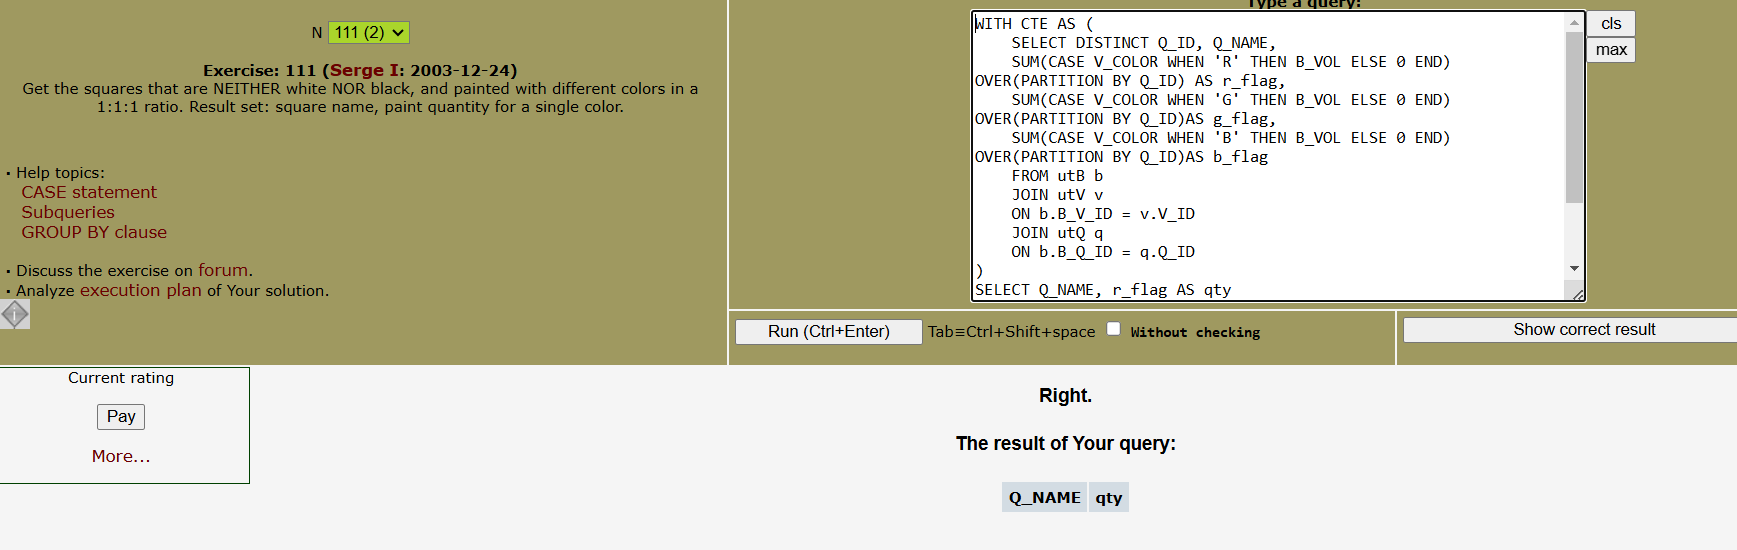 N 111 (2)
Exercise: 111 (Serge I: 2003-12-24)
Get the squares that are NEITHER white NOR black, and painted with different colors in a
1:1:1 ratio. Result set: square name, paint quantity for a single color.
· Help topics:
CASE statement
Subqueries
GROUP BY clause
· Discuss the exercise on forum.
· Analyze execution plan of Your solution.
Type a query:
WITH CTE AS (
    SELECT DISTINCT Q_ID, Q_NAME,
    SUM(CASE V_COLOR WHEN 'R' THEN B_VOL ELSE 0 END)
OVER(PARTITION BY Q_ID) AS r_flag,
    SUM(CASE V_COLOR WHEN 'G' THEN B_VOL ELSE 0 END)
OVER(PARTITION BY Q_ID)AS g_flag,
    SUM(CASE V_COLOR WHEN 'B' THEN B_VOL ELSE 0 END)
OVER(PARTITION BY Q_ID)AS b_flag
    FROM utB b
    JOIN utV v
    ON b.B_V_ID = v.V_ID
    JOIN utQ q
    ON b.B_Q_ID = q.Q_ID
)
SELECT Q_NAME, r_flag AS qty
cls
max
Run (Ctrl+Enter) Tab≡Ctrl+Shift+space Without checking
Show correct result
Current rating
Pay
More...
Right.
The result of Your query:
Q_NAME qty